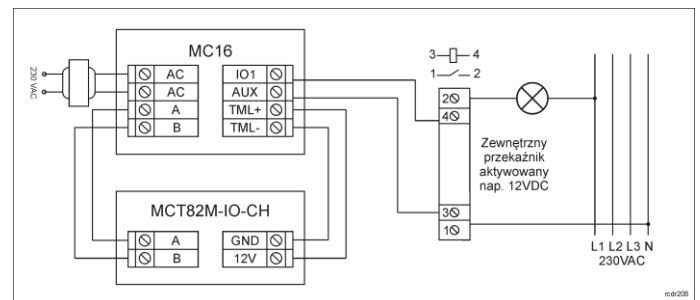 MC16
230 VAC
AC
AC
A
B
IO1
AUX
TML+
TML-
MCT82M-IO-CH
A
B
GND
12V
3 4
1 2
2
4
3
1
Zewnętrzny
przekaźnik
aktywowany
nap. 12VDC
L1 L2 L3 N
230VAC
rcdr208